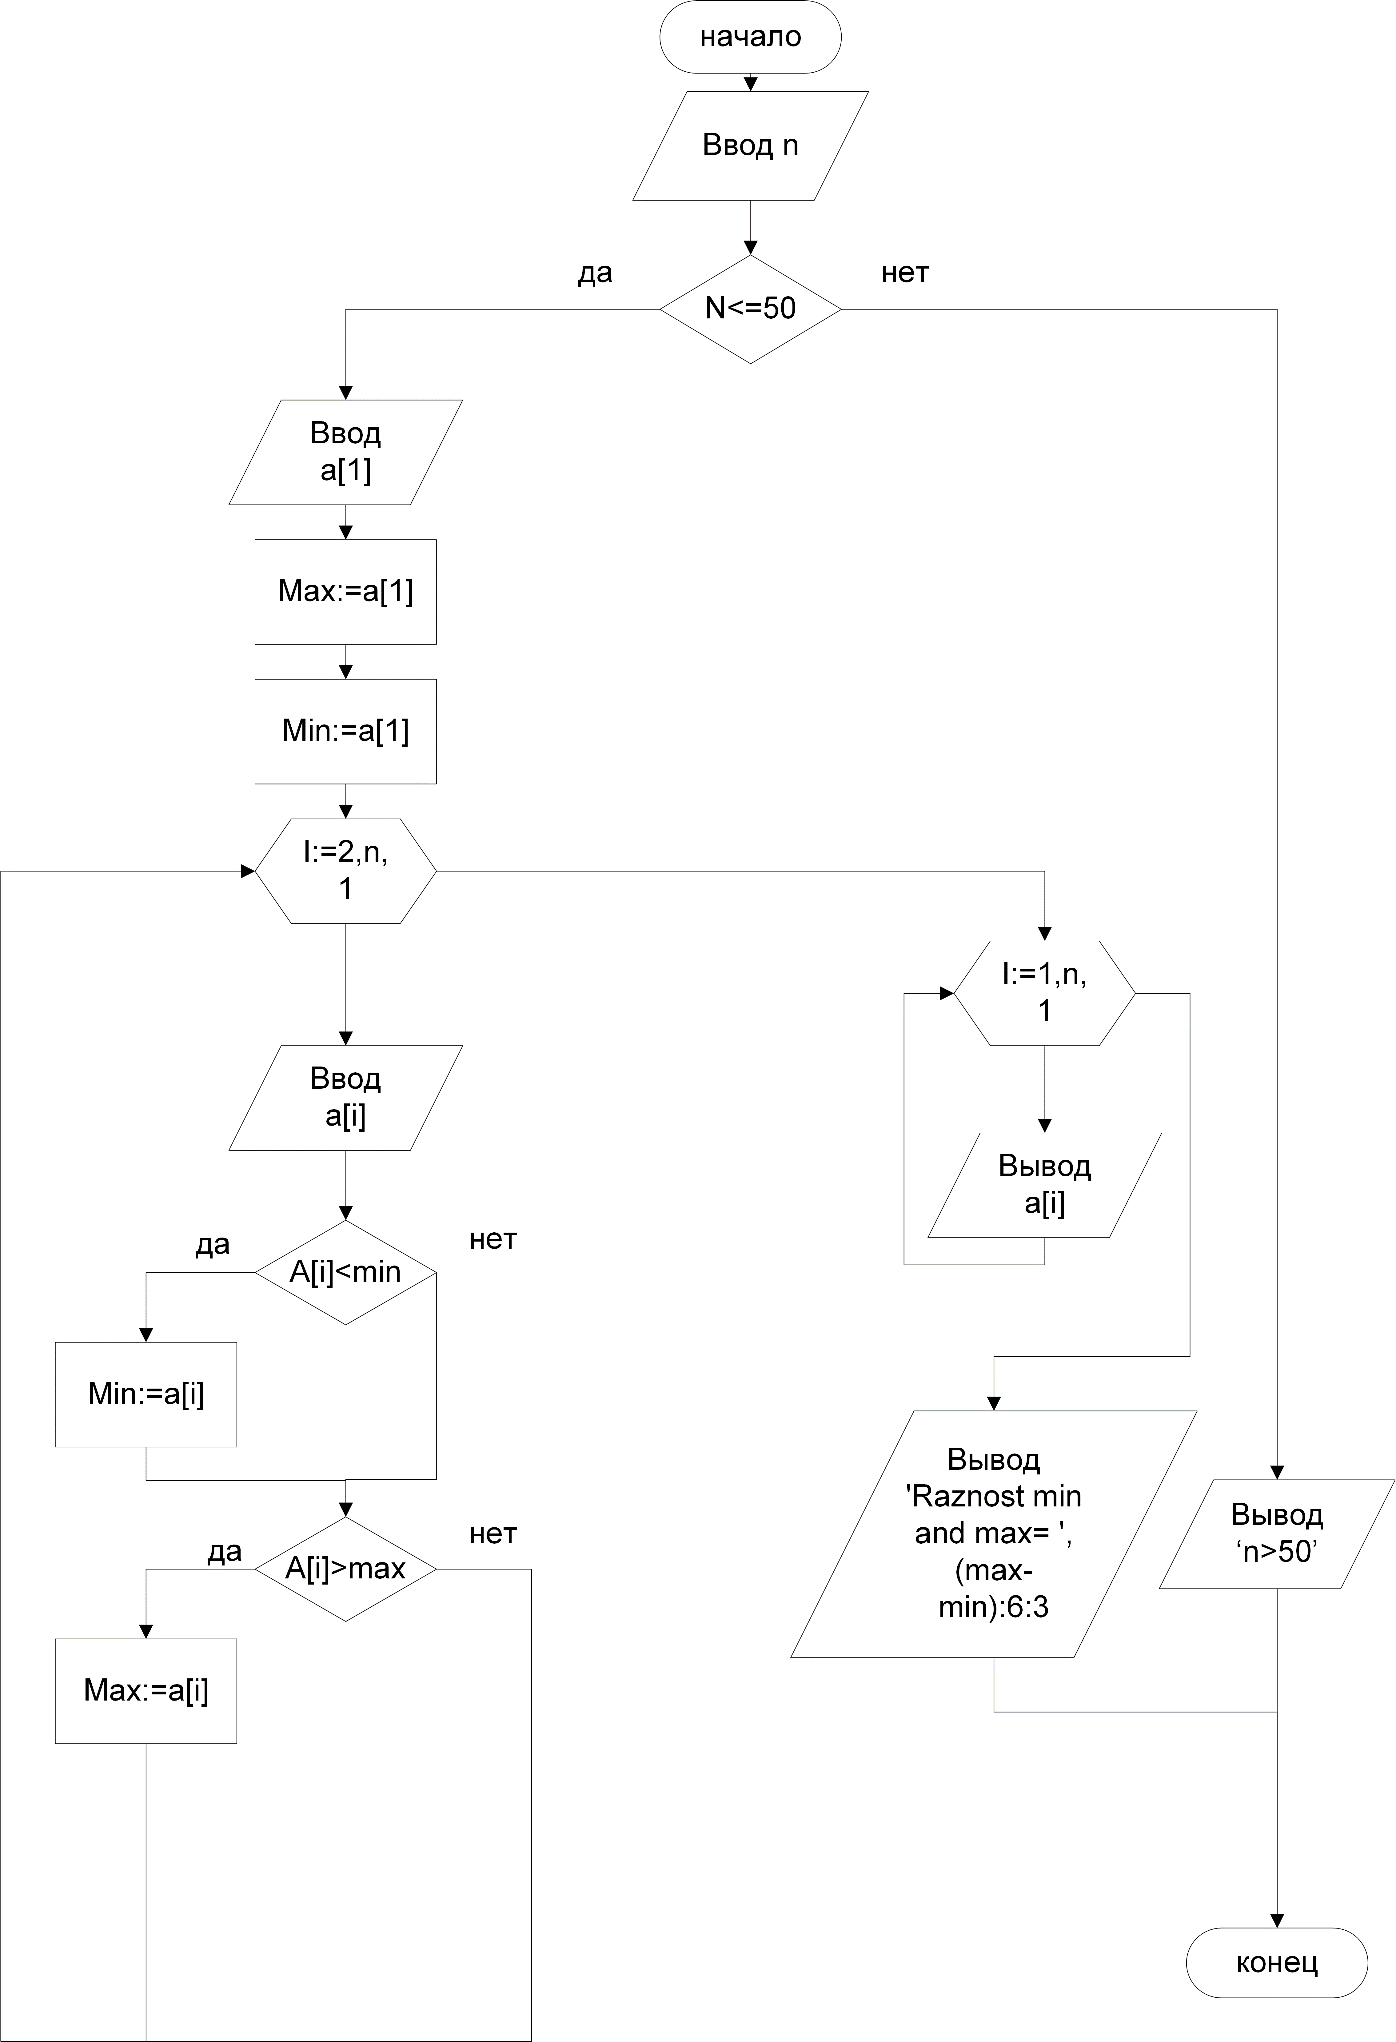 начало
Ввод n
да
нет
N<=50
Ввод
a[1]
Max:=a[1]
Min:=a[1]
I:=2,n,
1
Ввод
a[i]
да
нет
A[i]<min
Min:=a[i]
да
нет
A[i]>max
Max:=a[i]
I:=1,n,
1
Вывод
a[i]
Вывод
'Raznost min
and max= ',
(max-
min):6:3
Вывод
‘n>50’
конец